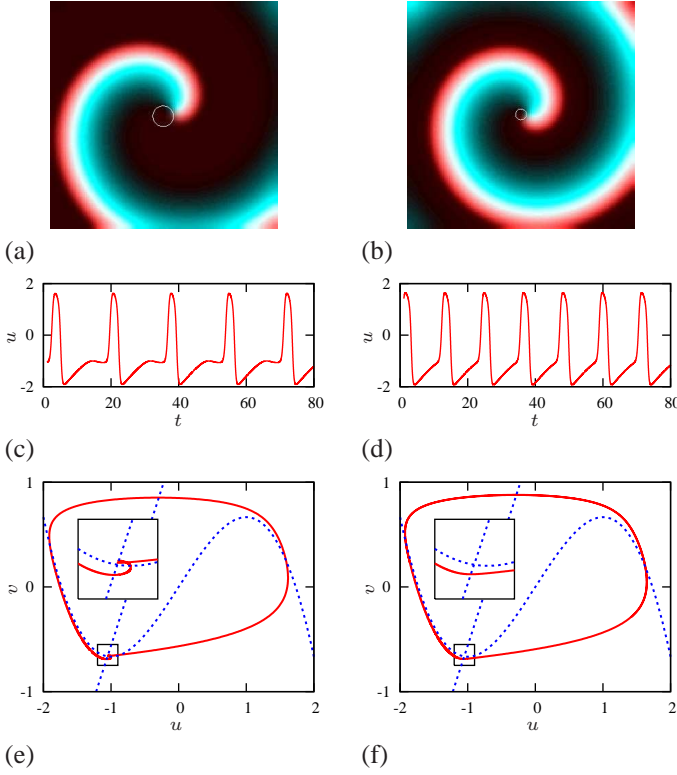 (a) (b)
2 2
u 0 u 0
-2 -2
0 20 40 60 80 0 20 40 60 80
t t
(c) (d)
1 1
v 0 v 0
-1 -1
-2 -1 0 1 2 -2 -1 0 1 2
u u
(e) (f)